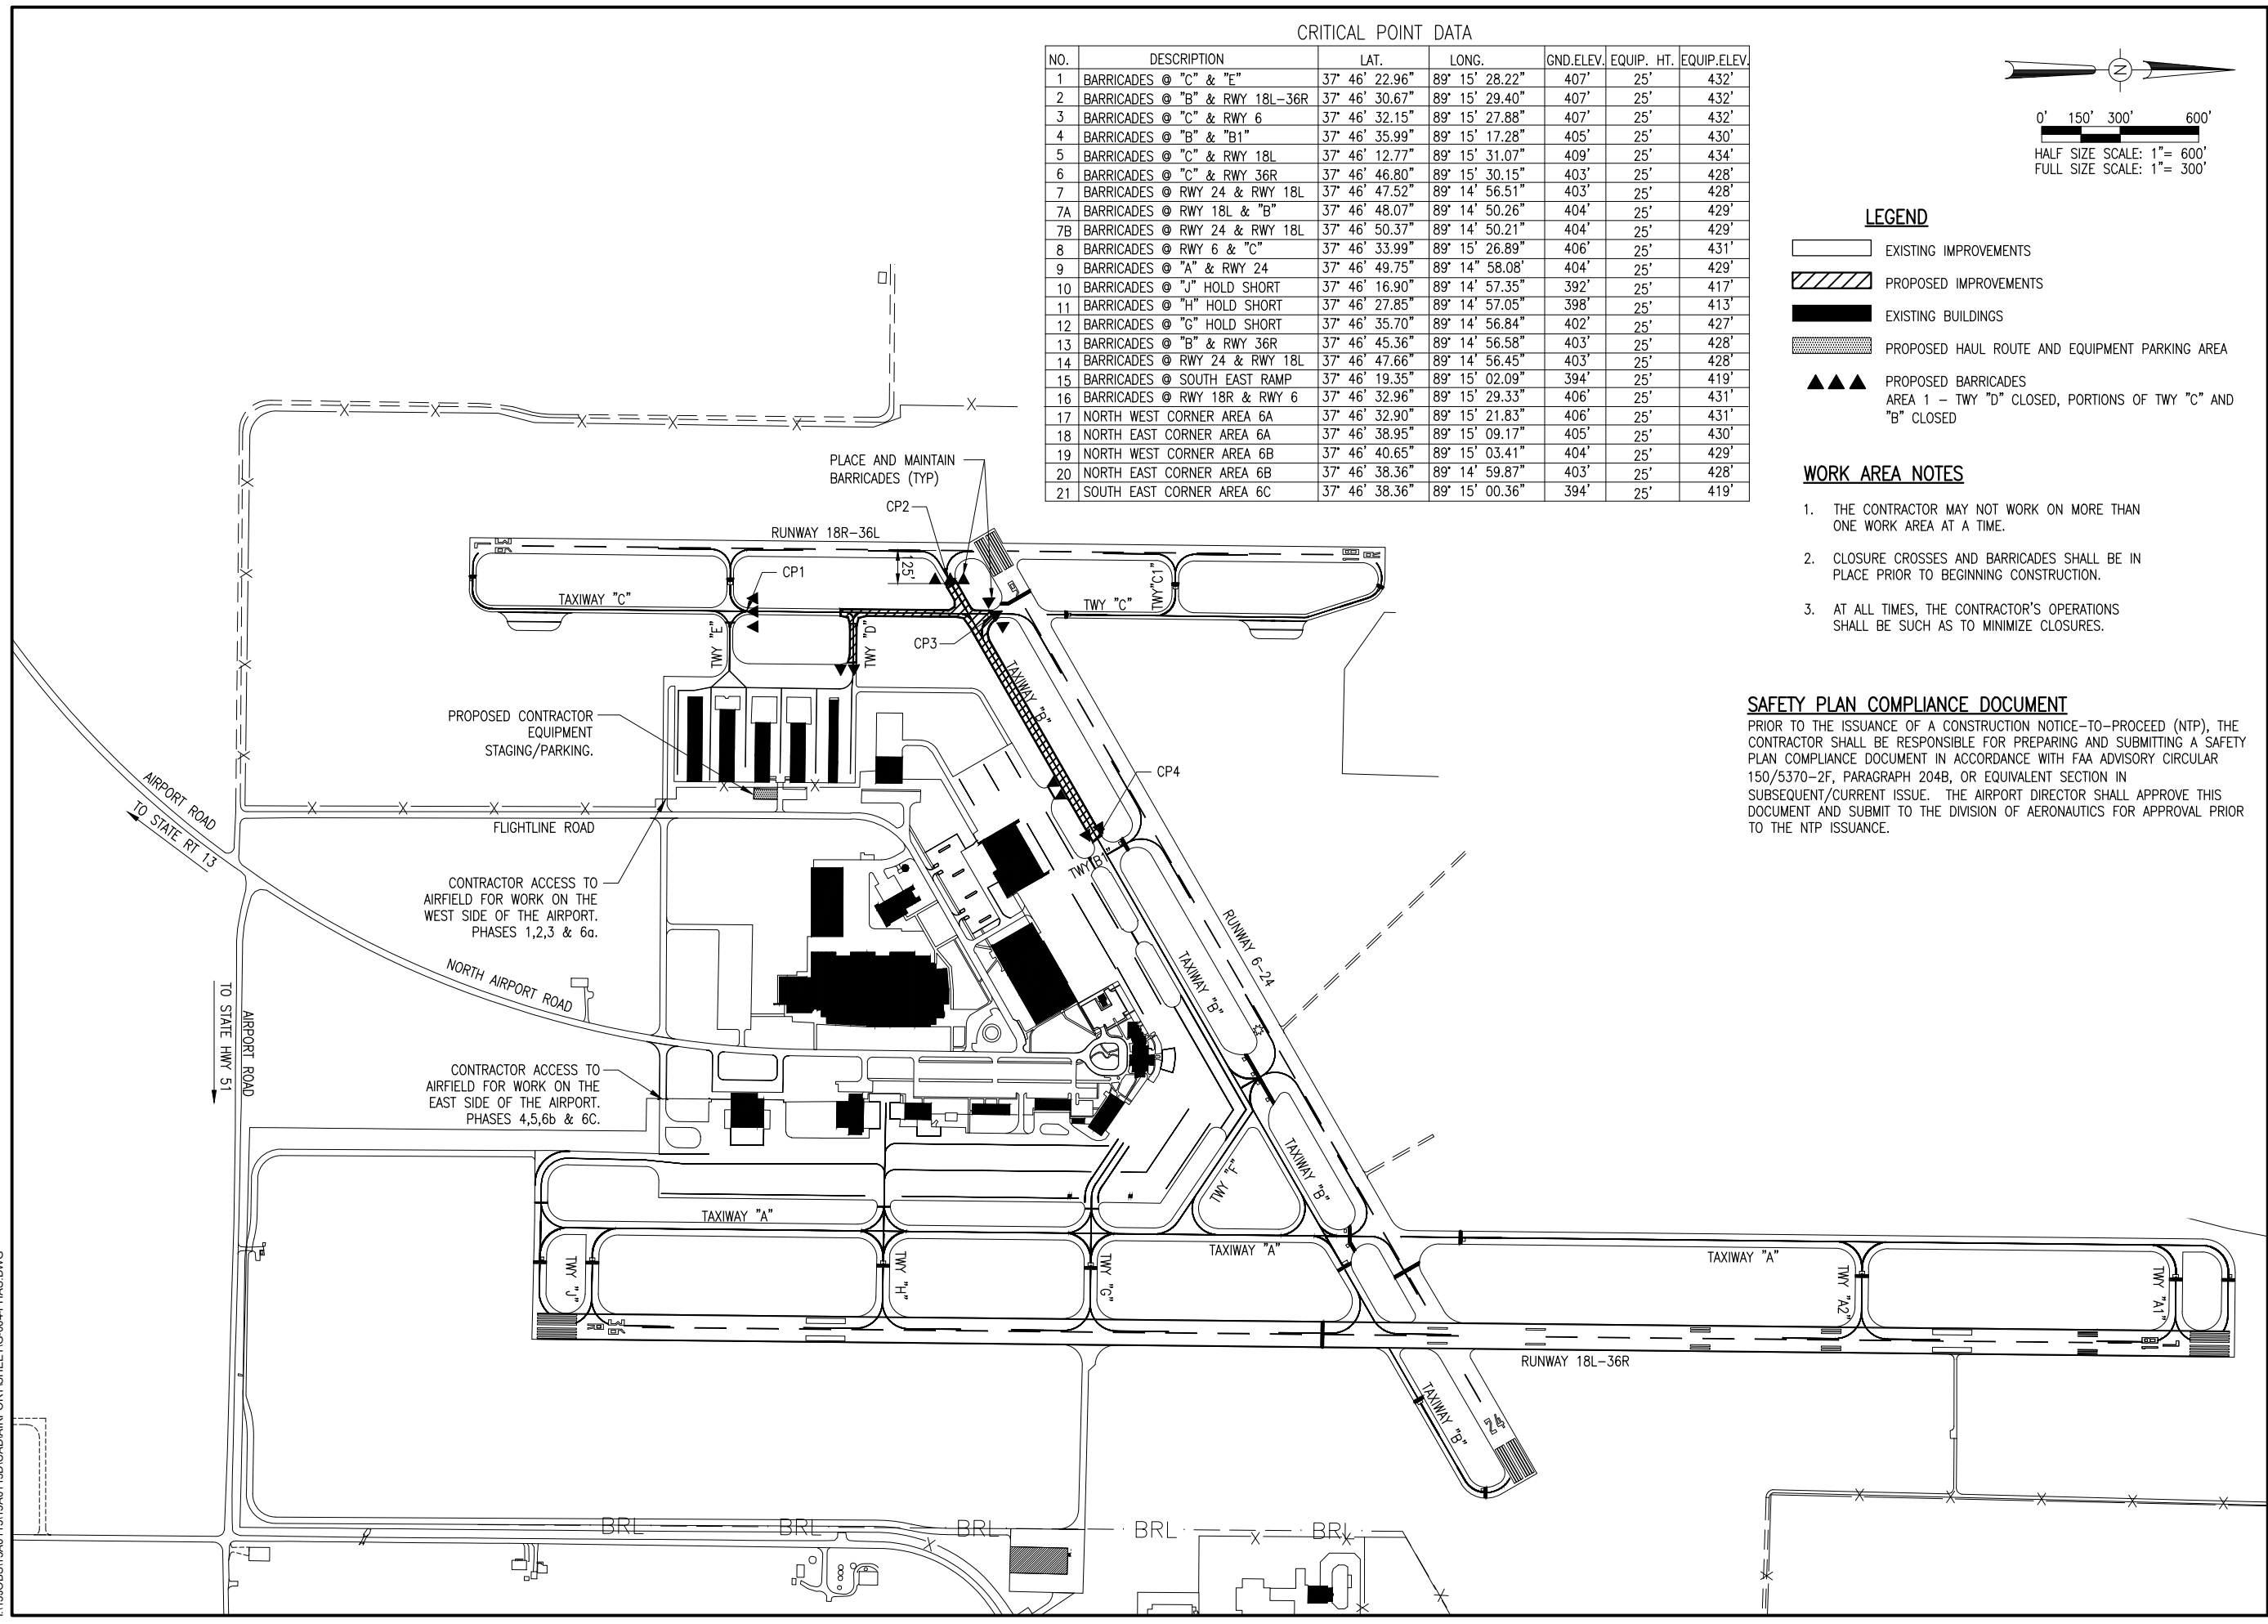 CRITICAL POINT DATA
NO. DESCRIPTION LAT. LONG. GND.ELEV. EQUIP. HT. EQUIP.ELEV.
1 BARRICADES @ "C" & "E" 37° 46' 22.96" 89° 15' 28.22" 407' 25' 432'
2 BARRICADES @ "B" & RWY 18L-36R 37° 46' 30.67" 89° 15' 29.40" 407' 25' 432'
3 BARRICADES @ "C" & RWY 6 37° 46' 32.15" 89° 15' 27.88" 407' 25' 432'
4 BARRICADES @ "B" & "B1" 37° 46' 35.99" 89° 15' 17.28" 405' 25' 430'
5 BARRICADES @ "C" & RWY 18L 37° 46' 12.77" 89° 15' 31.07" 409' 25' 434'
6 BARRICADES @ "C" & RWY 36R 37° 46' 46.80" 89° 15' 30.15" 403' 25' 428'
7 BARRICADES @ RWY 24 & RWY 18L 37° 46' 47.52" 89° 14' 56.51" 403' 25' 428'
7A BARRICADES @ RWY 18L & "B" 37° 46' 48.07" 89° 14' 50.26" 404' 25' 429'
7B BARRICADES @ RWY 24 & RWY 18L 37° 46' 50.37" 89° 14' 50.21" 404' 25' 429'
8 BARRICADES @ RWY 6 & "C" 37° 46' 33.99" 89° 15' 26.89" 406' 25' 431'
9 BARRICADES @ "A" & RWY 24 37° 46' 49.75" 89° 14" 58.08' 404' 25' 429'
10 BARRICADES @ "J" HOLD SHORT 37° 46' 16.90" 89° 14' 57.35" 392' 25' 417'
11 BARRICADES @ "H" HOLD SHORT 37° 46' 27.85" 89° 14' 57.05" 398' 25' 413'
12 BARRICADES @ "G" HOLD SHORT 37° 46' 35.70" 89° 14' 56.84" 402' 25' 427'
13 BARRICADES @ "B" & RWY 36R 37° 46' 45.36" 89° 14' 56.58" 403' 25' 428'
14 BARRICADES @ RWY 24 & RWY 18L 37° 46' 47.66" 89° 14' 56.45" 403' 25' 428'
15 BARRICADES @ SOUTH EAST RAMP 37° 46' 19.35" 89° 15' 02.09" 394' 25' 419'
16 BARRICADES @ RWY 18R & RWY 6 37° 46' 32.96" 89° 15' 29.33" 406' 25' 431'
17 NORTH WEST CORNER AREA 6A 37° 46' 32.90" 89° 15' 21.83" 406' 25' 431'
18 NORTH EAST CORNER AREA 6A 37° 46' 38.95" 89° 15' 09.17" 405' 25' 430'
19 NORTH WEST CORNER AREA 6B 37° 46' 40.65" 89° 15' 03.41" 404' 25' 429'
20 NORTH EAST CORNER AREA 6B 37° 46' 38.36" 89° 14' 59.87" 403' 25' 428'
21 SOUTH EAST CORNER AREA 6C 37° 46' 38.36" 89° 15' 00.36" 394' 25' 419'
N
0' 150' 300' 600'
HALF SIZE SCALE: 1"= 600'
FULL SIZE SCALE: 1"= 300'
LEGEND
EXISTING IMPROVEMENTS
PROPOSED IMPROVEMENTS
EXISTING BUILDINGS
PROPOSED HAUL ROUTE AND EQUIPMENT PARKING AREA
PROPOSED BARRICADES
AREA 1 - TWY "D" CLOSED, PORTIONS OF TWY "C" AND
"B" CLOSED
WORK AREA NOTES
1. THE CONTRACTOR MAY NOT WORK ON MORE THAN
ONE WORK AREA AT A TIME.
2. CLOSURE CROSSES AND BARRICADES SHALL BE IN
PLACE PRIOR TO BEGINNING CONSTRUCTION.
3. AT ALL TIMES, THE CONTRACTOR'S OPERATIONS
SHALL BE SUCH AS TO MINIMIZE CLOSURES.
SAFETY PLAN COMPLIANCE DOCUMENT
PRIOR TO THE ISSUANCE OF A CONSTRUCTION NOTICE-TO-PROCEED (NTP), THE
CONTRACTOR SHALL BE RESPONSIBLE FOR PREPARING AND SUBMITTING A SAFETY
PLAN COMPLIANCE DOCUMENT IN ACCORDANCE WITH FAA ADVISORY CIRCULAR
150/5370-2F, PARAGRAPH 204B, OR EQUIVALENT SECTION IN
SUBSEQUENT/CURRENT ISSUE. THE AIRPORT DIRECTOR SHALL APPROVE THIS
DOCUMENT AND SUBMIT TO THE DIVISION OF AERONAUTICS FOR APPROVAL PRIOR
TO THE NTP ISSUANCE.
PLACE AND MAINTAIN
BARRICADES (TYP)
CP2
RUNWAY 18R-36L
125'
CP1
TAXIWAY "C"
TWY "C"
TWY"C1"
6
TWY "E"
TWY "D"
CP3
TAXIWAY "B"
CP4
TWY"B1"
PROPOSED CONTRACTOR
EQUIPMENT
STAGING/PARKING.
AIRPORT ROAD
TO STATE RT 13
FLIGHTLINE ROAD
CONTRACTOR ACCESS TO
AIRFIELD FOR WORK ON THE
WEST SIDE OF THE AIRPORT.
PHASES 1,2,3 & 6a.
NORTH AIRPORT ROAD
RUNWAY 6-24
TAXIWAY "B"
TO STATE HWY 51
AIRPORT ROAD
CONTRACTOR ACCESS TO
AIRFIELD FOR WORK ON THE
EAST SIDE OF THE AIRPORT.
PHASES 4,5,6b & 6C.
TWY "F"
TAXIWAY "B"
TAXIWAY "A"
TAXIWAY "A"
TAXIWAY "A"
TWY "J"
TWY "H"
TWY "G"
TWY "A2"
TWY "A1"
RUNWAY 18L-36R
TAXIWAY "B"
24
BRL BRL BRL BRL BRL